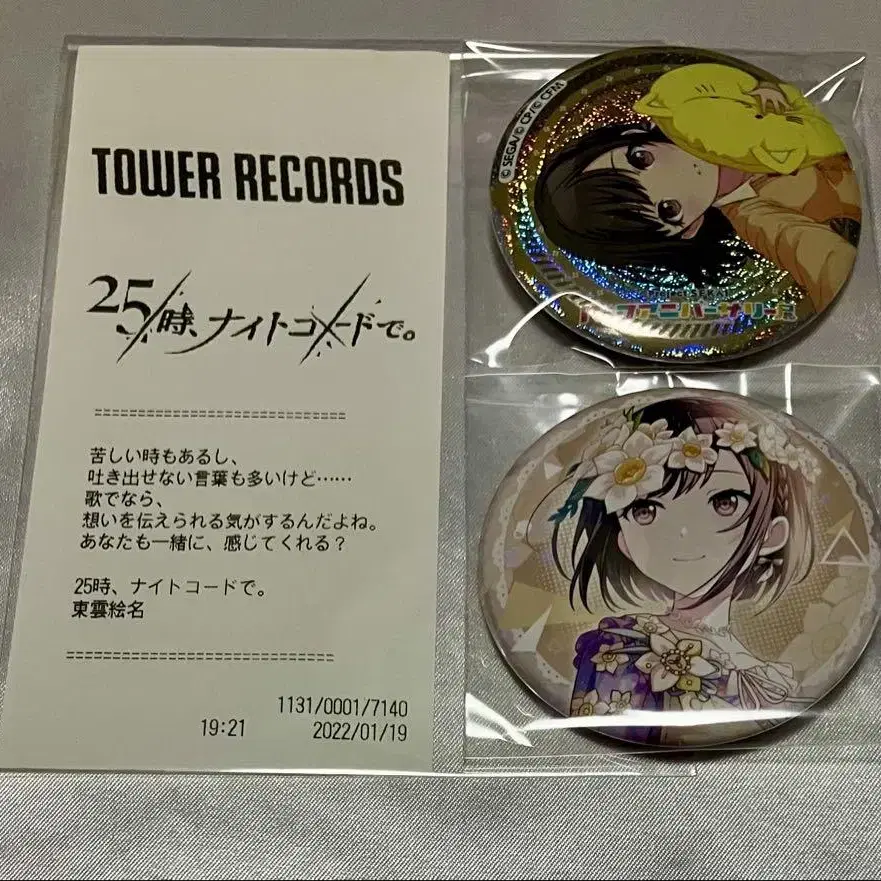 TOWER RECORDS
25時、ナイトコードで。
==============================
苦しい時もあるし、
吐き出せない言葉も多いけど……
歌でなら、
想いを伝えられる気がするんだよね。
あなたも一緒に、感じてくれる？
25時、ナイトコードで。
東雲絵名
================================
1131/0001/7140
19:21 2022/01/19
© SEGA/© CP/© CFM